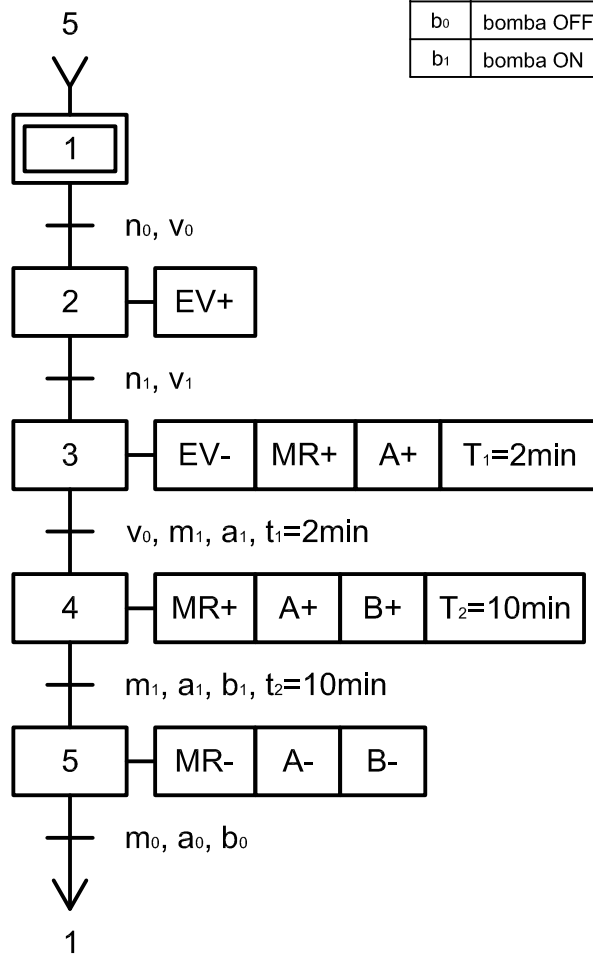 5
b₀ bomba OFF
b₁ bomba ON
1
n₀, v₀
2 EV+
n₁, v₁
3 EV- MR+ A+ T₁=2min
v₀, m₁, a₁, t₁=2min
4 MR+ A+ B+ T₂=10min
m₁, a₁, b₁, t₂=10min
5 MR- A- B-
m₀, a₀, b₀
1